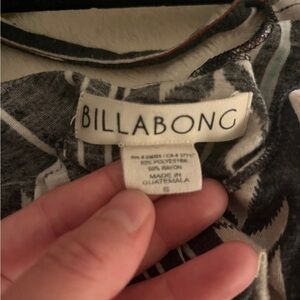 BILLABONG
50% POLYESTER
50% RAYON
MADE IN
GUATEMALA
S